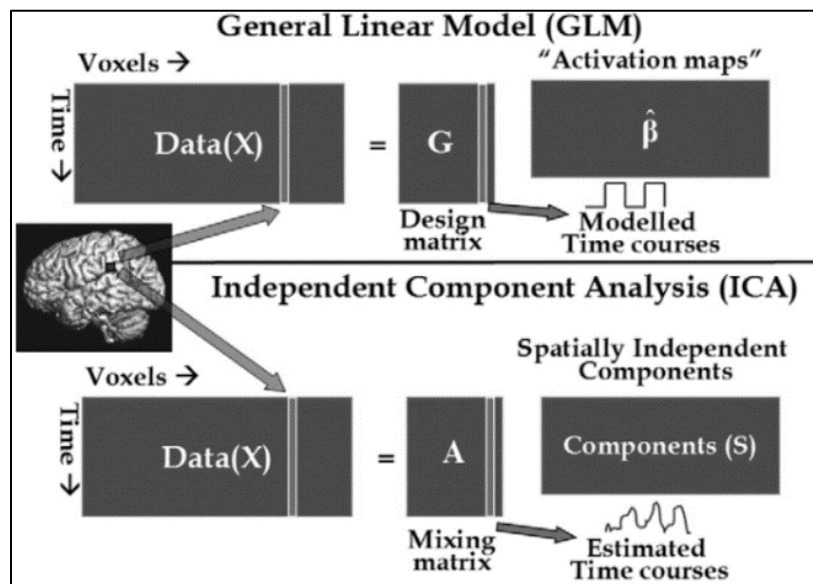 General Linear Model (GLM)
Voxels →
"Activation maps"
Time →
Data(X)
=
G
β̂
Design
matrix
Modelled
Time courses
Independent Component Analysis (ICA)
Spatially Independent
Components
Voxels →
Time →
Data(X)
=
A
Components (S)
Mixing
matrix
Estimated
Time courses